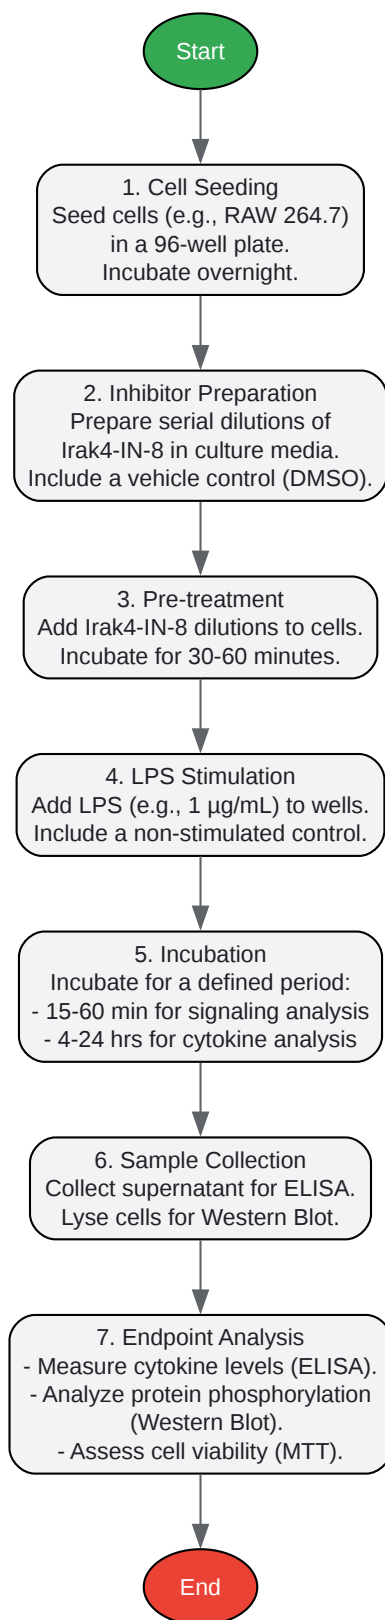 Start
1. Cell Seeding
Seed cells (e.g., RAW 264.7)
in a 96-well plate.
Incubate overnight.
2. Inhibitor Preparation
Prepare serial dilutions of
Irak4-IN-8 in culture media.
Include a vehicle control (DMSO).
3. Pre-treatment
Add Irak4-IN-8 dilutions to cells.
Incubate for 30-60 minutes.
4. LPS Stimulation
Add LPS (e.g., 1 µg/mL) to wells.
Include a non-stimulated control.
5. Incubation
Incubate for a defined period:
- 15-60 min for signaling analysis
- 4-24 hrs for cytokine analysis
6. Sample Collection
Collect supernatant for ELISA.
Lyse cells for Western Blot.
7. Endpoint Analysis
- Measure cytokine levels (ELISA).
- Analyze protein phosphorylation
(Western Blot).
- Assess cell viability (MTT).
End